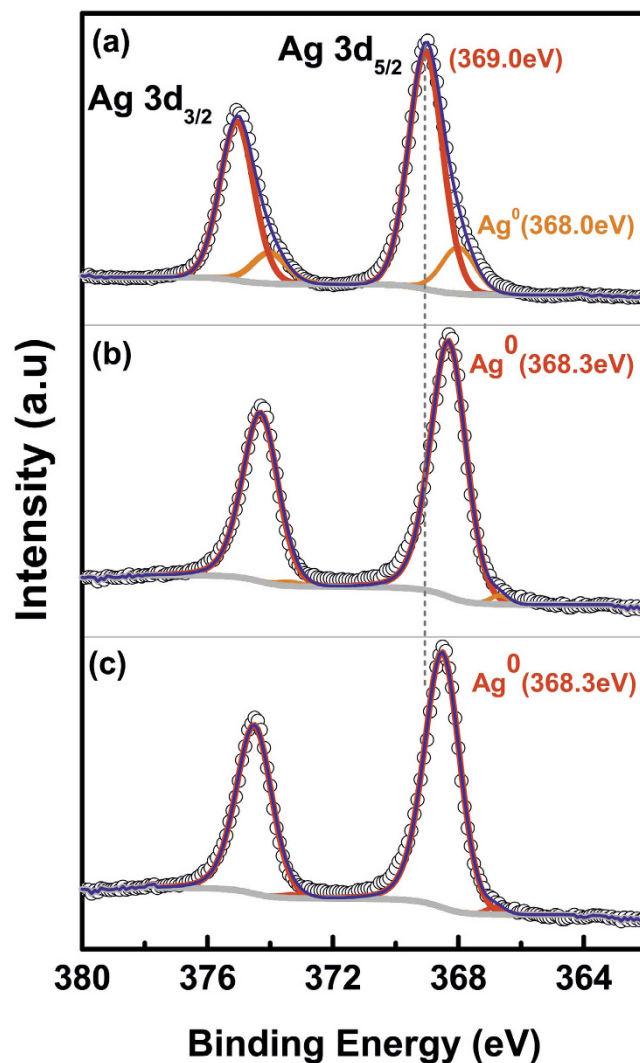 (a)
Ag 3d5/2 (369.0eV)
Ag 3d3/2
Ag0(368.0eV)
(b)
Ag0(368.3eV)
(c)
Ag0(368.3eV)
Intensity (a.u)
380 376 372 368 364
Binding Energy (eV)